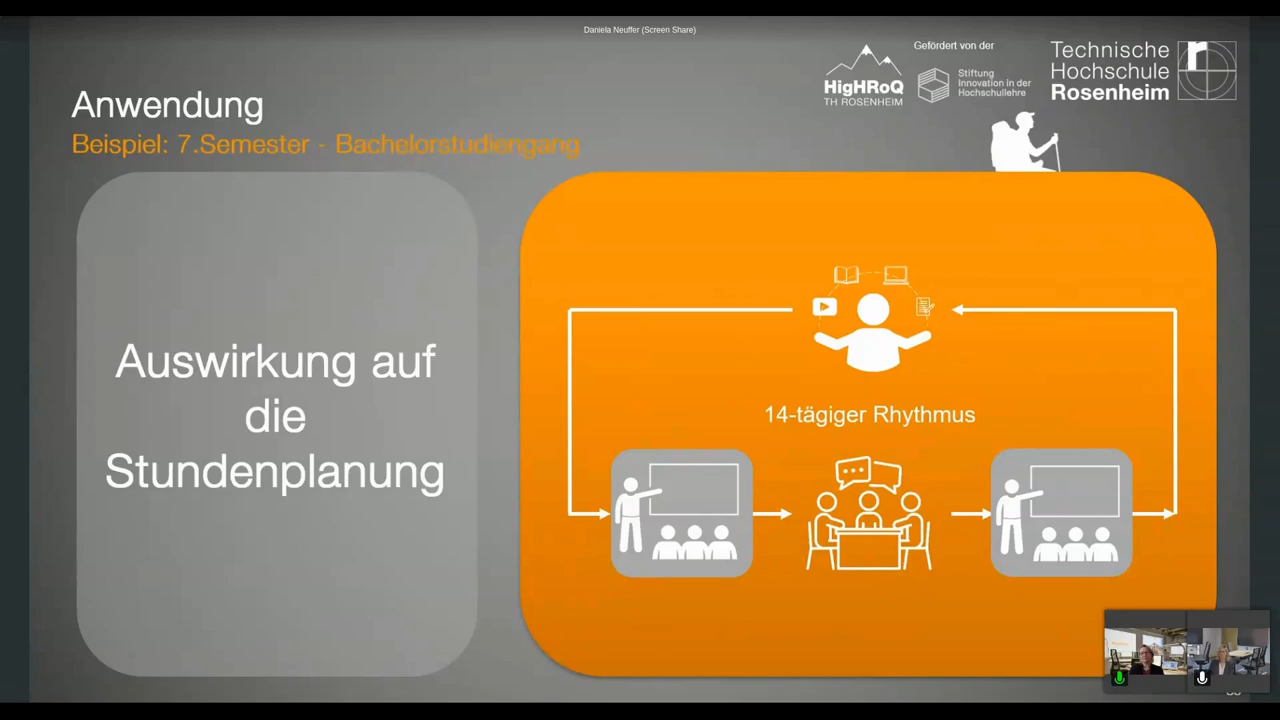 Daniela Neuffer (Screen Share)
Gefördert von der
HigHRoQ
TH ROSENHEIM
Stiftung
Innovation in der
Hochschullehre
Technische
Hochschule
Rosenheim
Anwendung
Beispiel: 7.Semester - Bachelorstudiengang
Auswirkung auf
die
Stundenplanung
14-tägiger Rhythmus